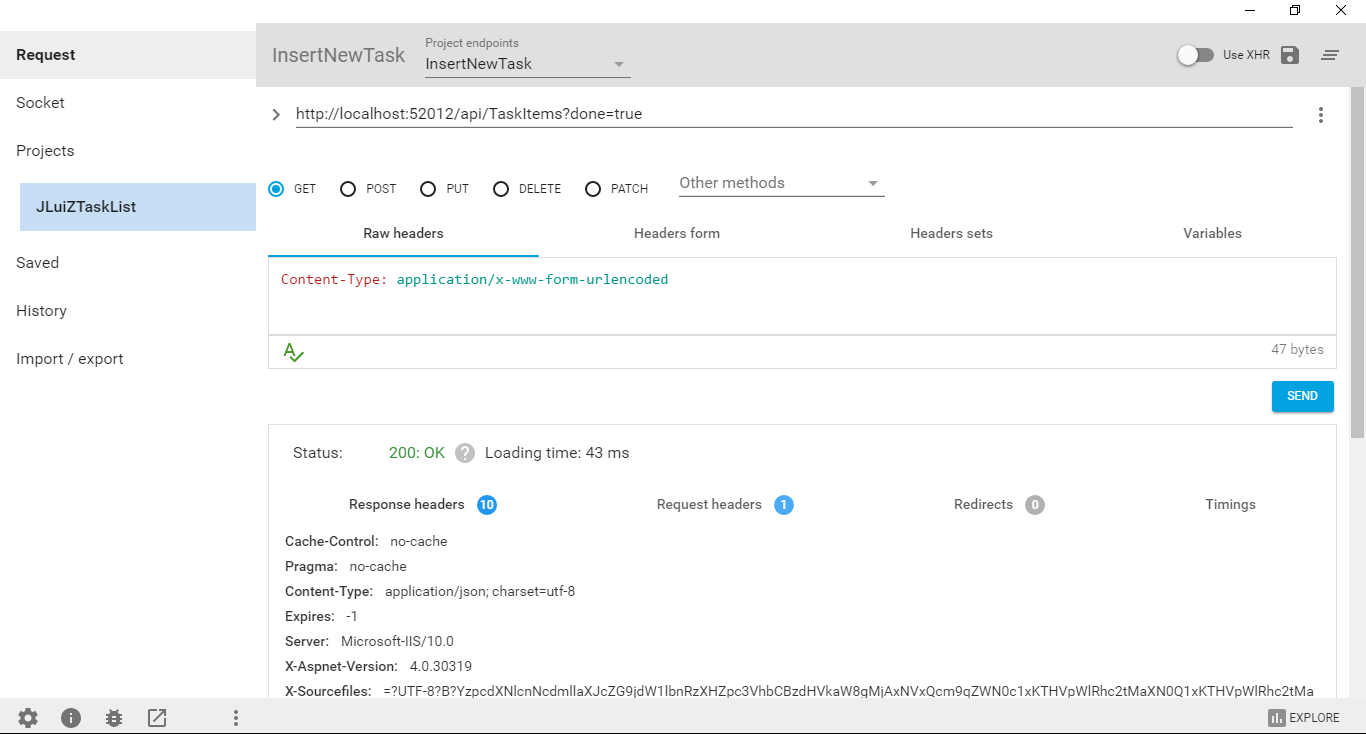 Request
Socket
Projects
JLuiZTaskList
Saved
History
Import / export
InsertNewTask
Project endpoints
InsertNewTask
Use XHR
http://localhost:52012/api/TaskItems?done=true
GET POST PUT DELETE PATCH Other methods
Raw headers Headers form Headers sets Variables
Content-Type: application/x-www-form-urlencoded
47 bytes
SEND
Status: 200: OK ? Loading time: 43 ms
Response headers 10 Request headers 1 Redirects 0 Timings
Cache-Control: no-cache
Pragma: no-cache
Content-Type: application/json; charset=utf-8
Expires: -1
Server: Microsoft-IIS/10.0
X-Aspnet-Version: 4.0.30319
X-Sourcefiles:
EXPLORE